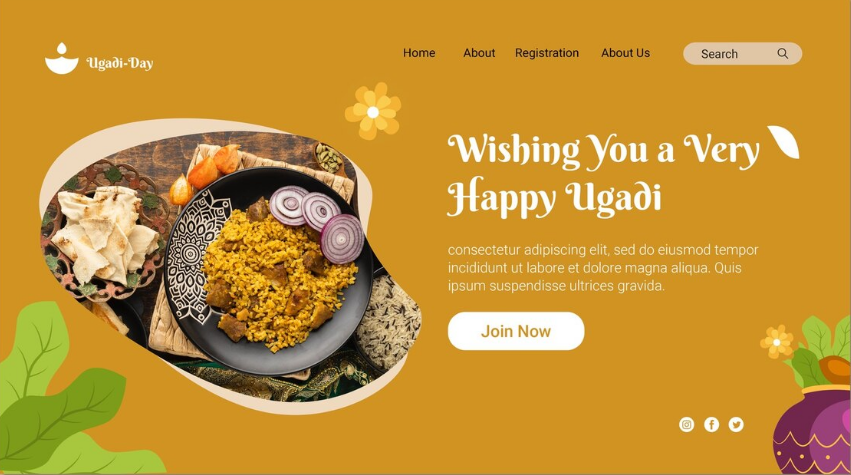 Ugadi-Day
Home About Registration About Us Search
Wishing You a Very
Happy Ugadi
consectetur adipiscing elit, sed do eiusmod tempor
incididunt ut labore et dolore magna aliqua. Quis
ipsum suspendisse ultrices gravida.
Join Now